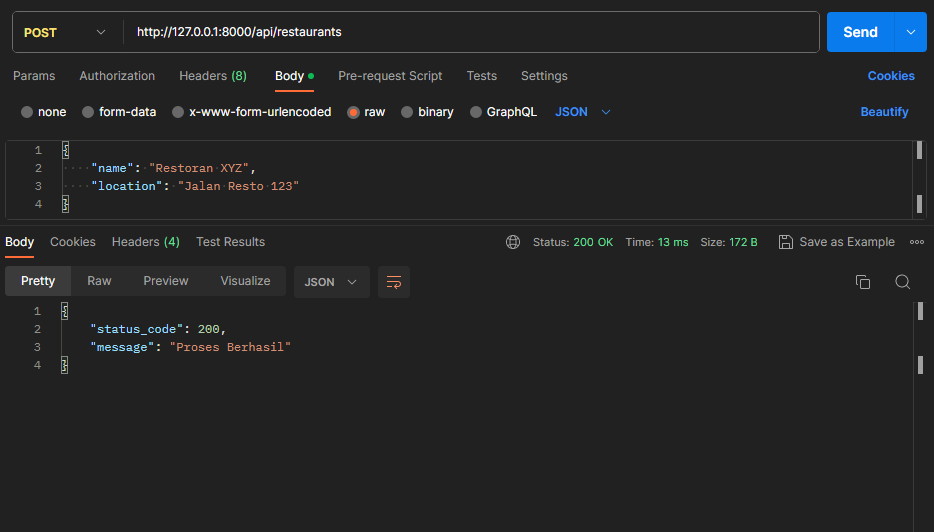 POST http://127.0.0.1:8000/api/restaurants Send
Params Authorization Headers (8) Body Pre-request Script Tests Settings Cookies
none form-data x-www-form-urlencoded raw binary GraphQL JSON Beautify
1 {
2 "name": "Restoran XYZ",
3 "location": "Jalan Resto 123"
4 }
Body Cookies Headers (4) Test Results Status: 200 OK Time: 13 ms Size: 172 B Save as Example
Pretty Raw Preview Visualize JSON
1 {
2 "status_code": 200,
3 "message": "Proses Berhasil"
4 }